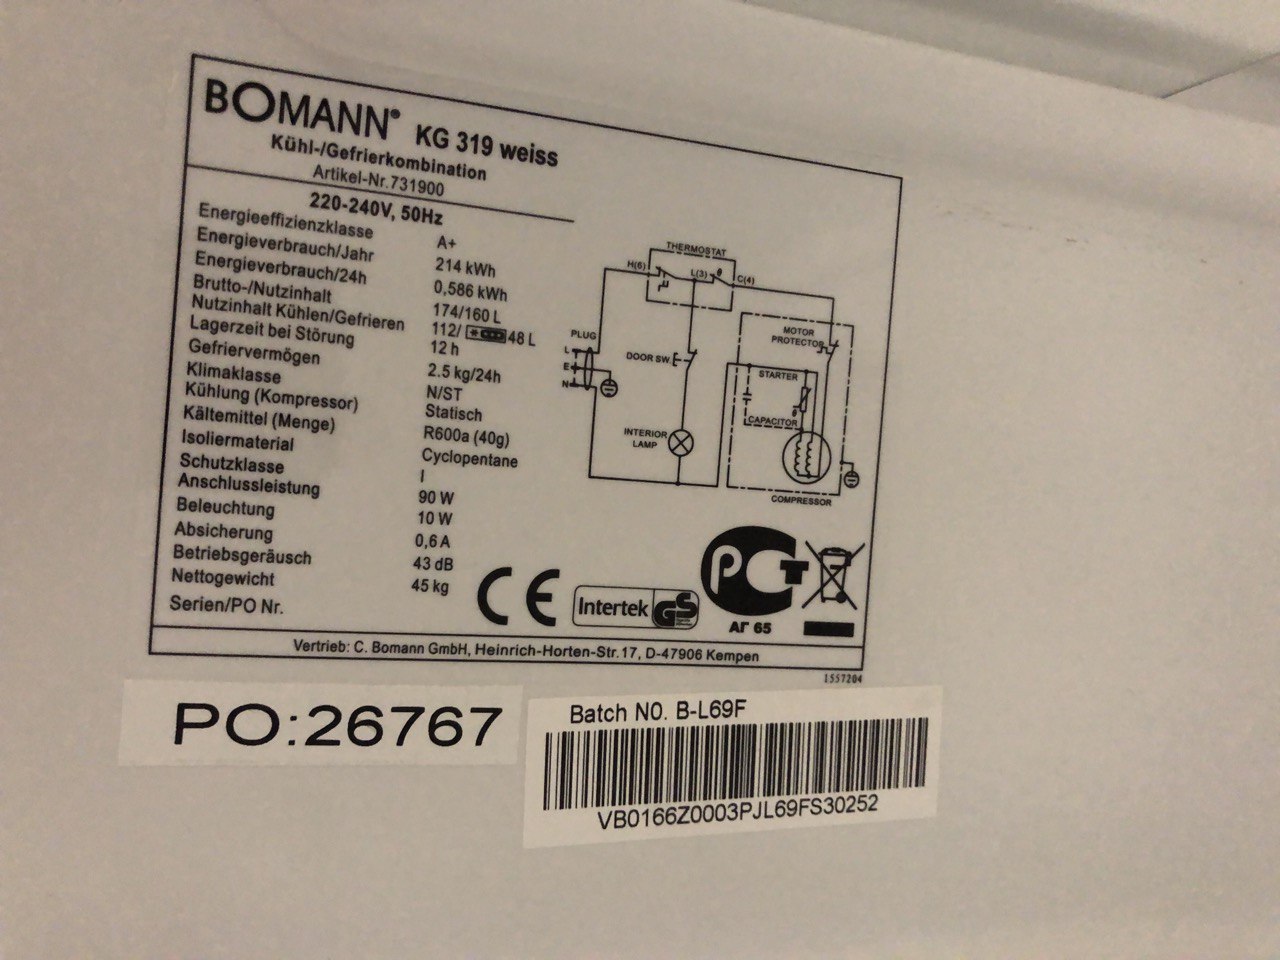 BOMANN® KG 319 weiss
Kühl-/Gefrierkombination
Artikel-Nr.731900
220-240V, 50Hz
Energieeffizienzklasse A+
Energieverbrauch/Jahr 214 kWh
Energieverbrauch/24h 0,586 kWh
Brutto-/Nutzinhalt 174/160 L
Nutzinhalt Kühlen/Gefrieren 112/ 48 L
Lagerzeit bei Störung 12 h
Gefriervermögen 2.5 kg/24h
Klimaklasse N/ST
Kühlung (Kompressor) Statisch
Kältemittel (Menge) R600a (40g)
Isoliermaterial Cyclopentane
Schutzklasse I
Anschlussleistung 90 W
Beleuchtung 10 W
Absicherung 0,6 A
Betriebsgeräusch 43 dB
Nettogewicht 45 kg
Serien/PO Nr.
THERMOSTAT
H(6) L(3) θ C(4)
PLUG
L
E
N
DOOR SW.
INTERIOR
LAMP
MOTOR
PROTECTOR
STARTER
θ
CAPACITOR
COMPRESSOR
CE
Intertek GS
РСТ
АГ 65
Vertrieb: C. Bomann GmbH, Heinrich-Horten-Str. 17, D-47906 Kempen
1557204
PO:26767
Batch NO. B-L69F
VB0166Z0003PJL69FS30252